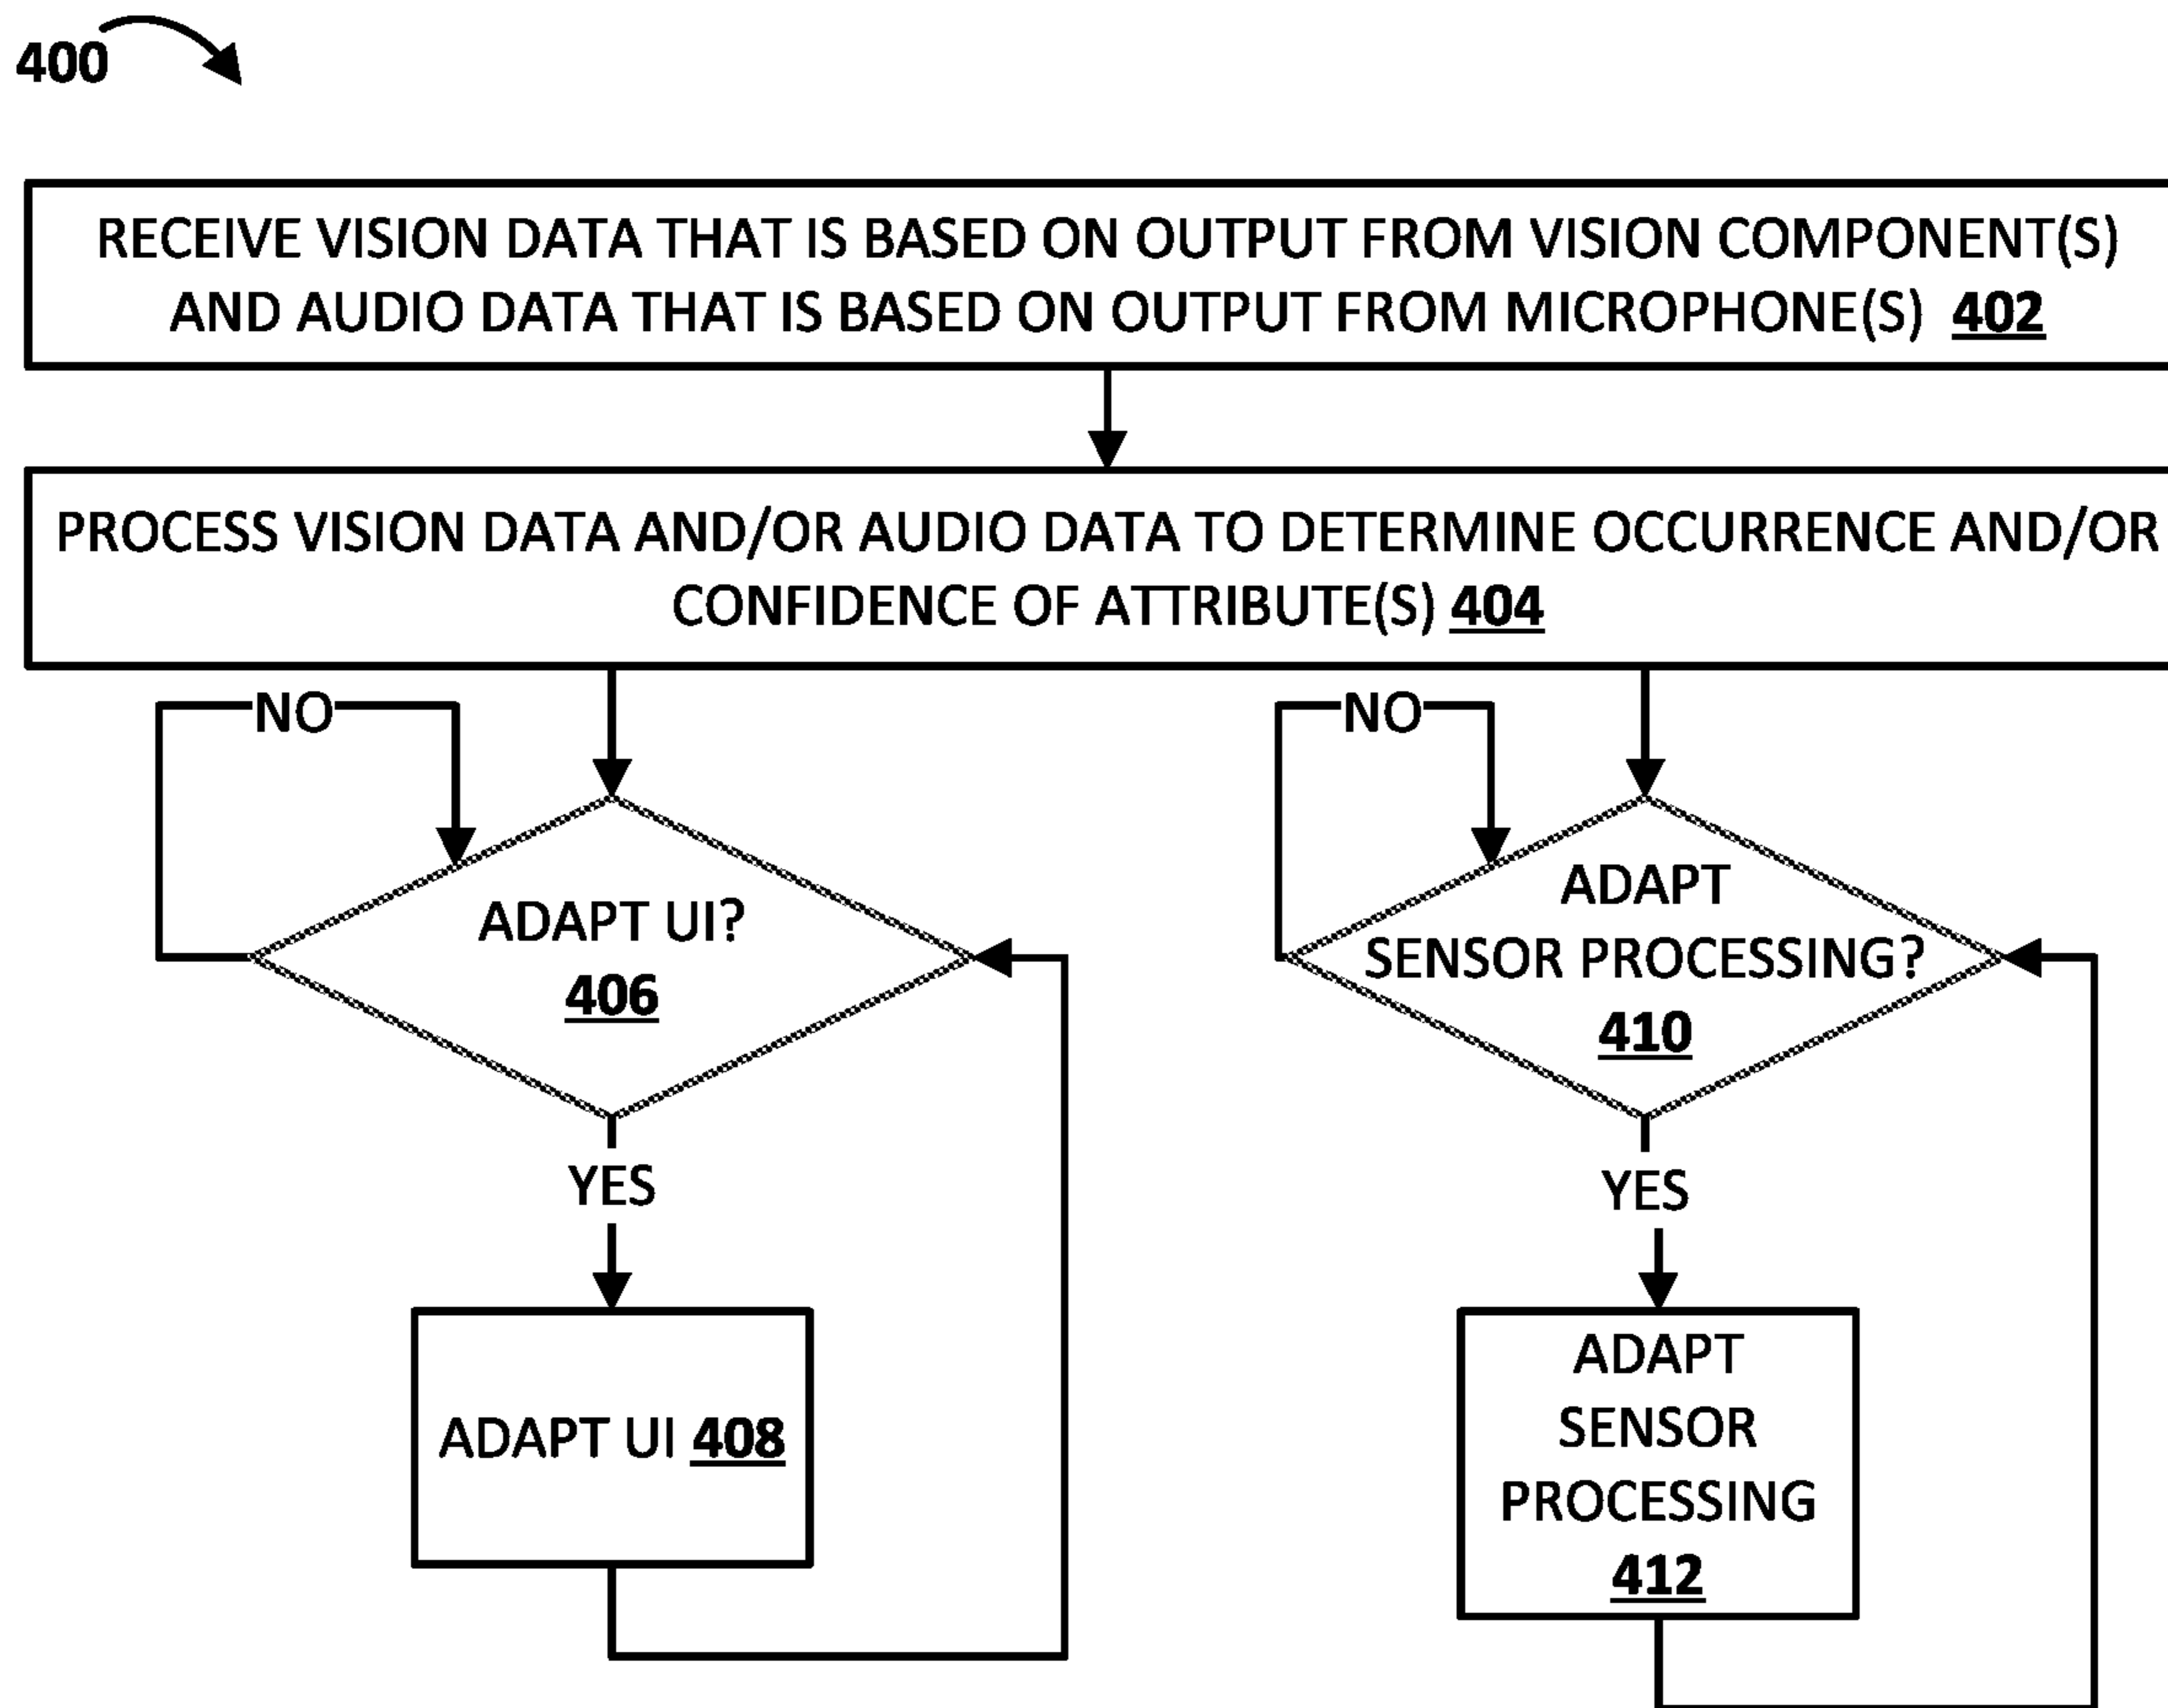 400
RECEIVE VISION DATA THAT IS BASED ON OUTPUT FROM VISION COMPONENT(S)
AND AUDIO DATA THAT IS BASED ON OUTPUT FROM MICROPHONE(S) 402
PROCESS VISION DATA AND/OR AUDIO DATA TO DETERMINE OCCURRENCE AND/OR
CONFIDENCE OF ATTRIBUTE(S) 404
NO
ADAPT UI?
406
YES
ADAPT UI 408
NO
ADAPT
SENSOR PROCESSING?
410
YES
ADAPT
SENSOR
PROCESSING
412